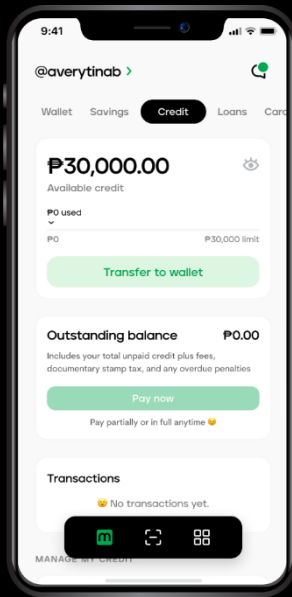 9:41
@averytinab >
Wallet Savings Credit Loans Card
₱30,000.00
Available credit
₱0 used
₱0 ₱30,000 limit
Transfer to wallet
Outstanding balance ₱0.00
Includes your total unpaid credit plus fees,
documentary stamp tax, and any overdue penalties
Pay now
Pay partially or in full anytime 😊
Transactions
😮 No transactions yet.
m
MANAGE MY CREDIT